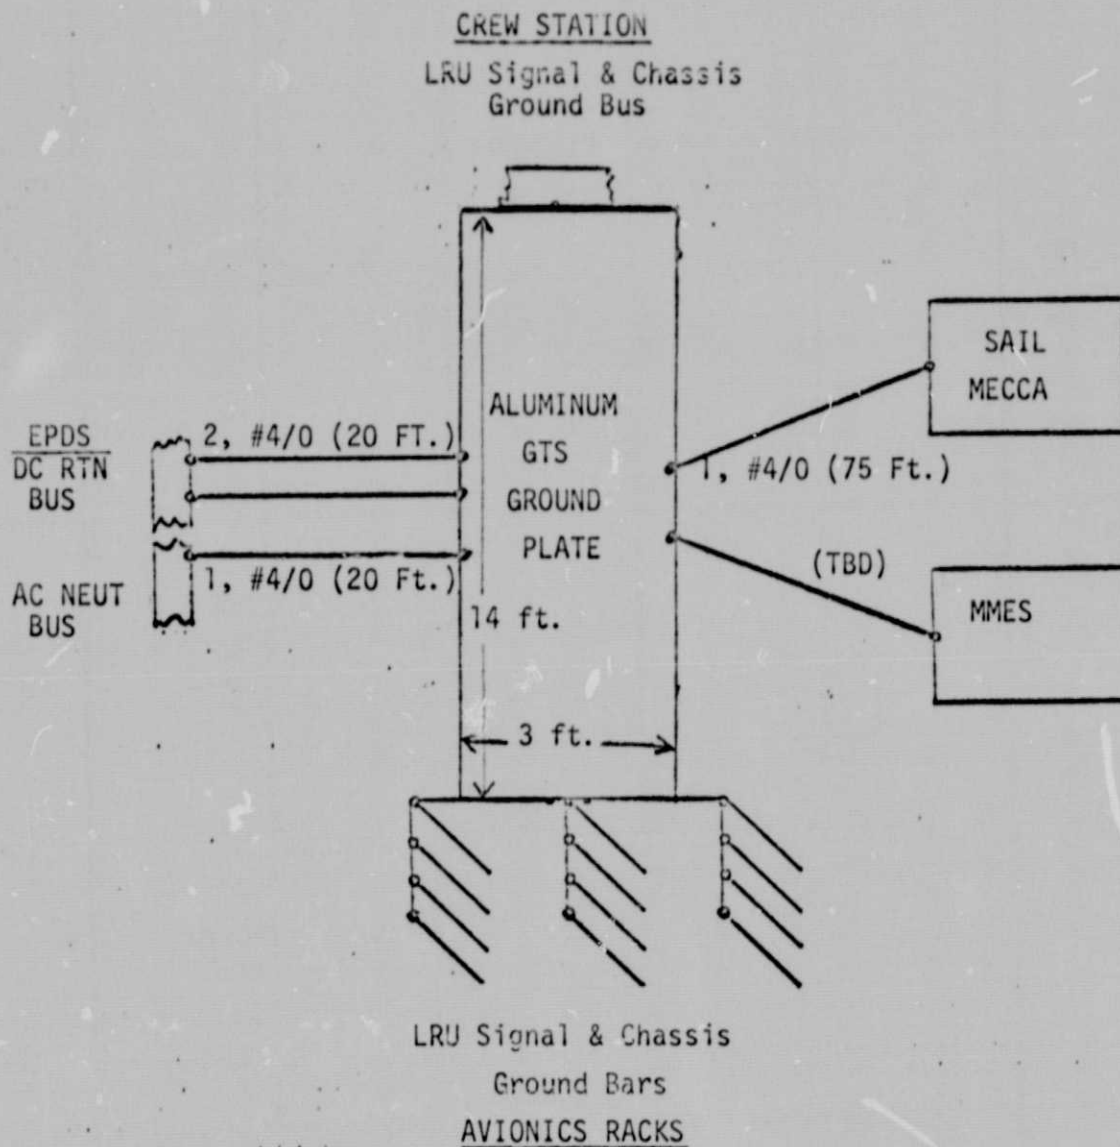 CREW STATION
LRU Signal & Chassis
Ground Bus
SAIL
MECCA
ALUMINUM
GTS
GROUND
PLATE
EPDS
DC RTN
BUS
2, #4/0 (20 FT.)
1, #4/0 (75 Ft.)
AC NEUT
BUS
1, #4/0 (20 Ft.)
(TBD)
MMES
14 ft.
3 ft.
LRU Signal & Chassis
Ground Bars
AVIONICS RACKS